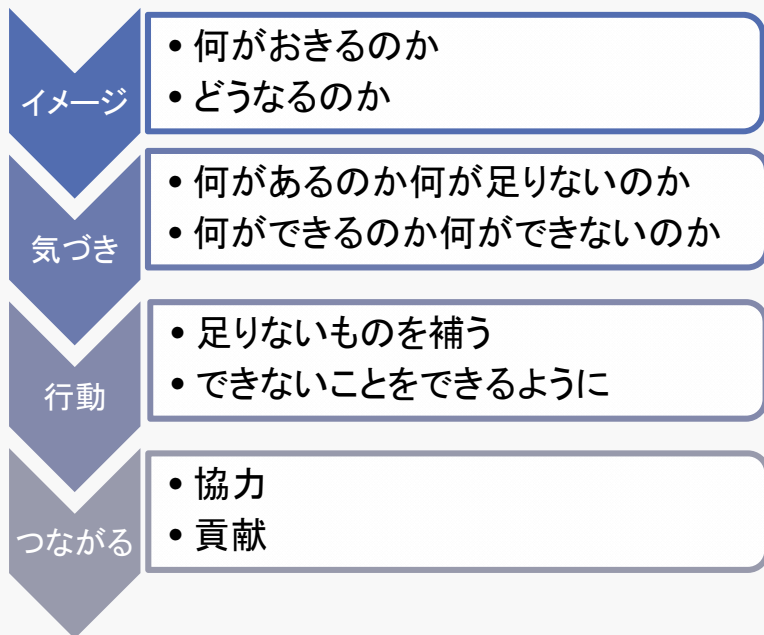 イメージ
• 何がおきるのか
• どうなるのか
気づき
• 何があるのか何が足りないのか
• 何ができるのか何ができないのか
行動
• 足りないものを補う
• できないことをできるように
つながる
• 協力
• 貢献